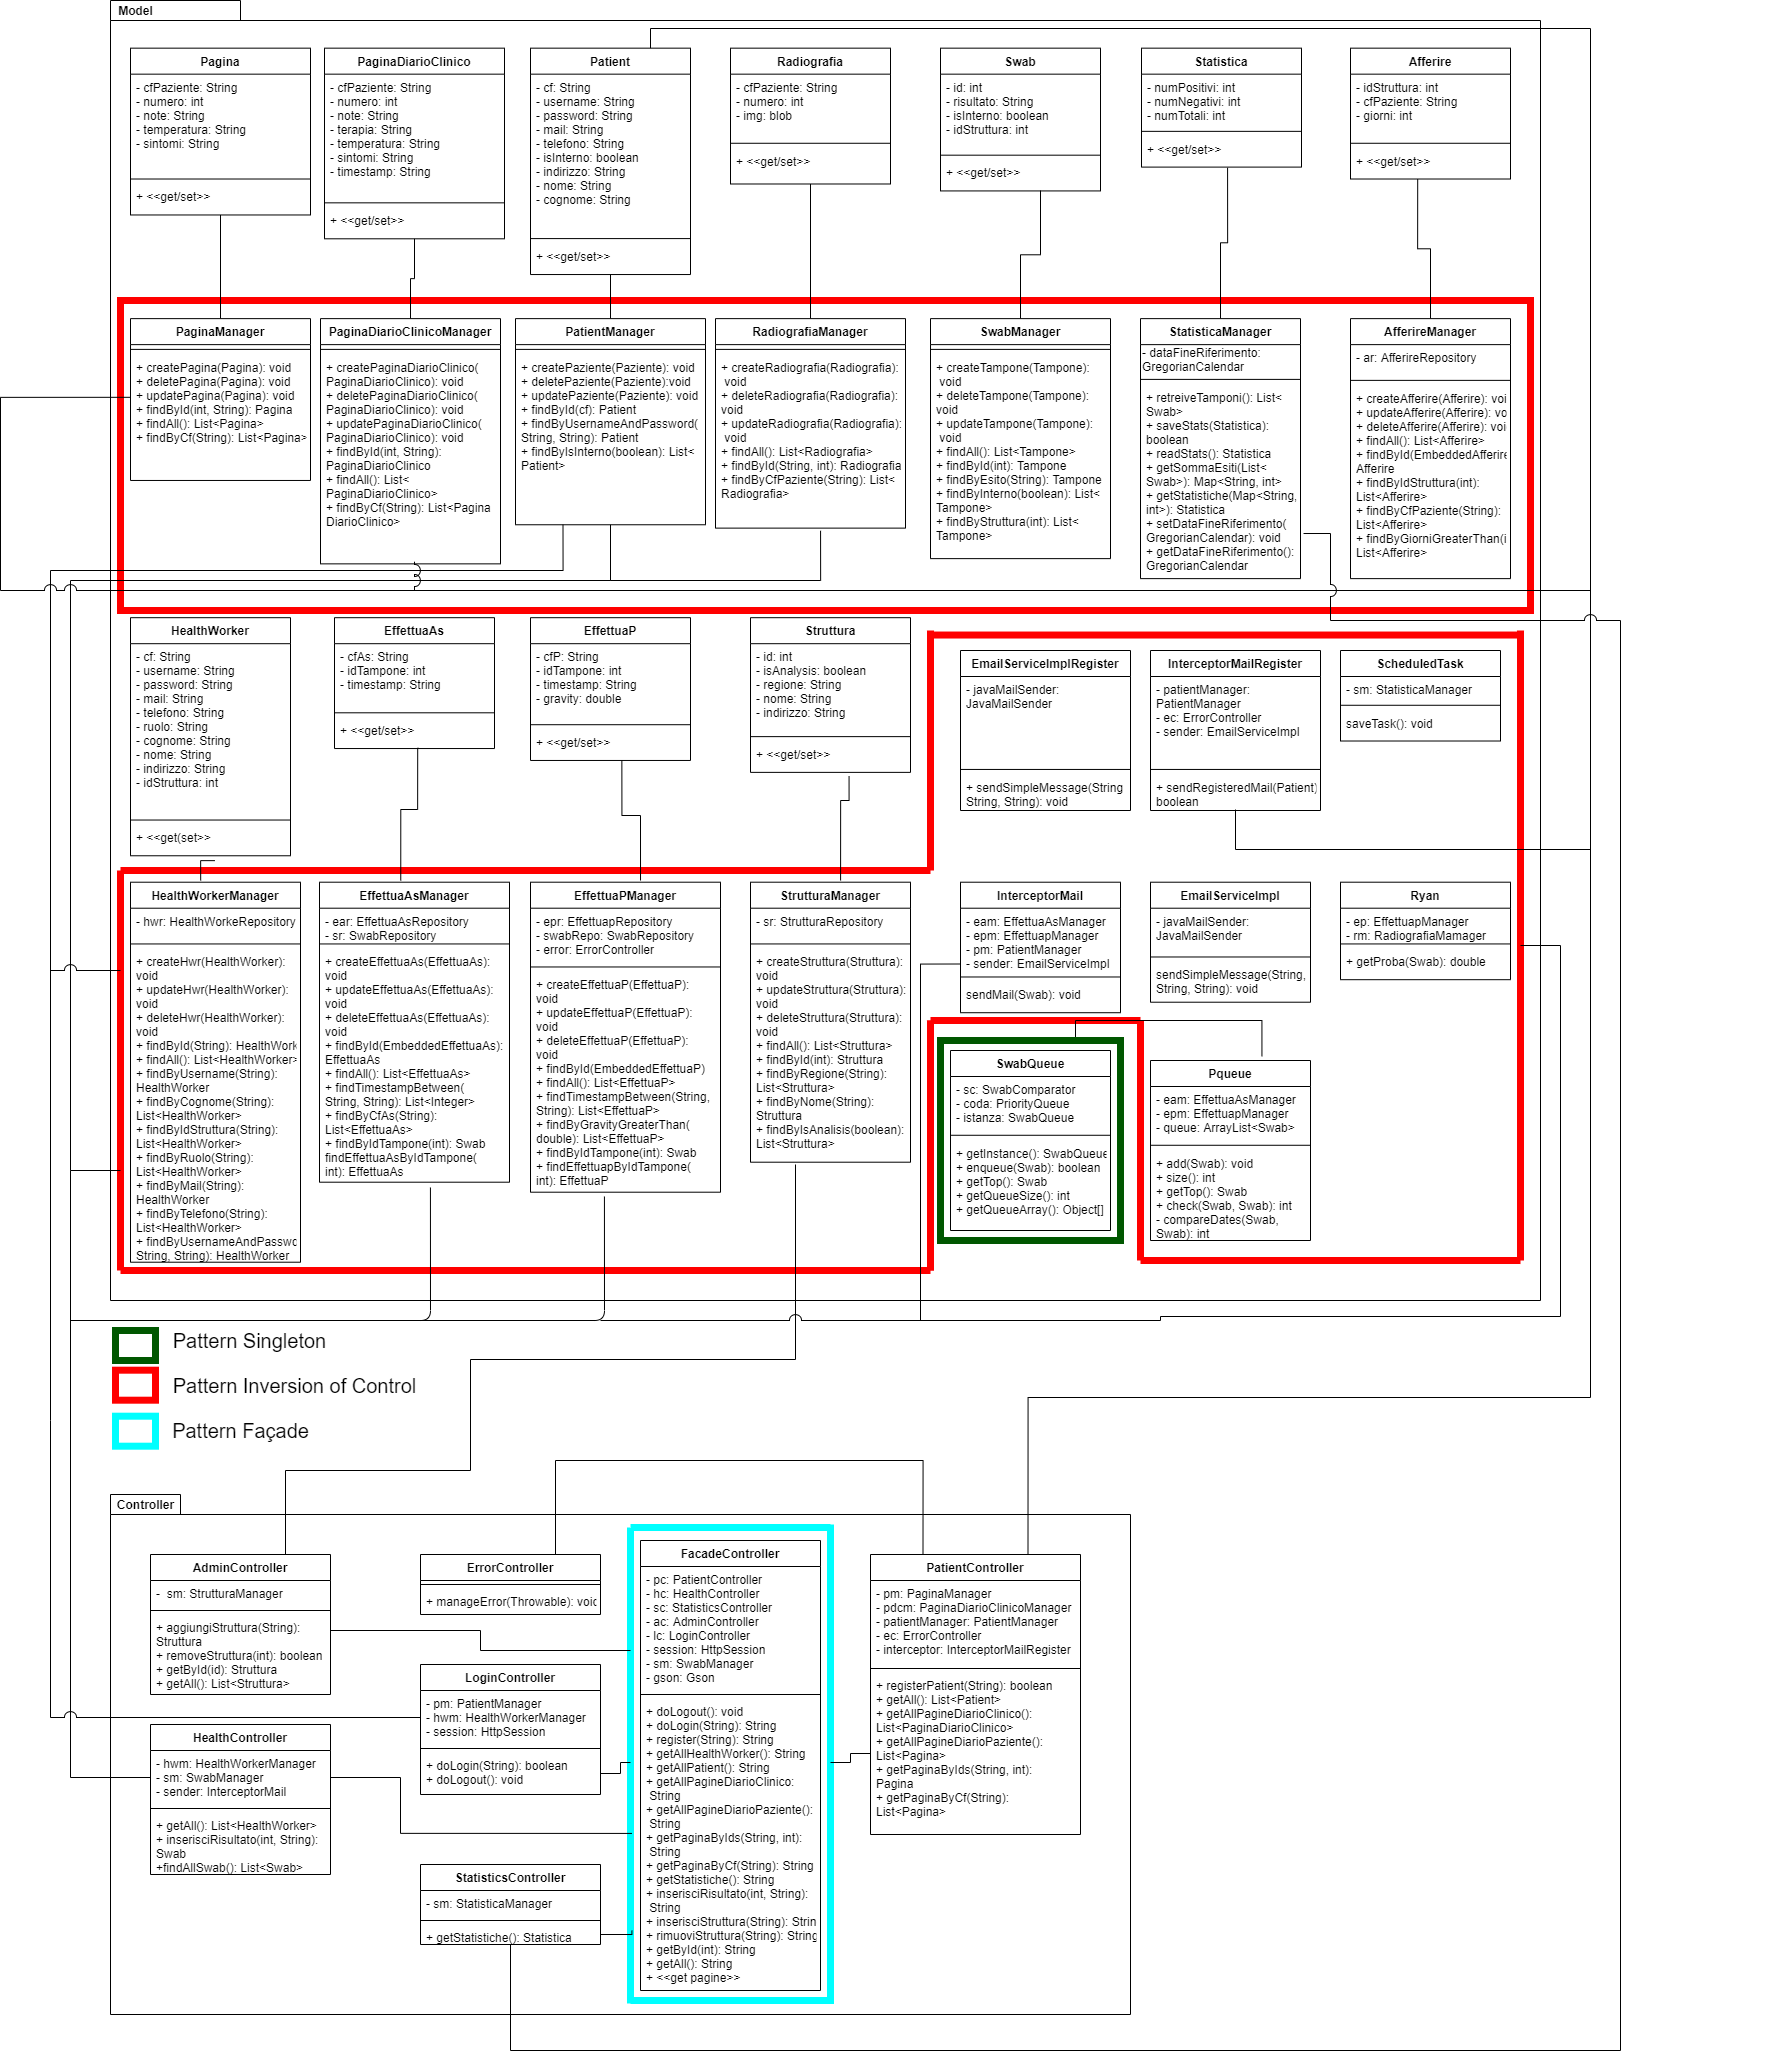 Model
Pagina
- cfPaziente: String
- numero: int
- note: String
- temperatura: String
- sintomi: String
+ <<get/set>>
PaginaDiarioClinico
- cfPaziente: String
- numero: int
- note: String
- terapia: String
- temperatura: String
- sintomi: String
- timestamp: String
+ <<get/set>>
Patient
- cf: String
- username: String
- password: String
- mail: String
- telefono: String
- isInterno: boolean
- indirizzo: String
- nome: String
- cognome: String
+ <<get/set>>
Radiografia
- cfPaziente: String
- numero: int
- img: blob
+ <<get/set>>
Swab
- id: int
- risultato: String
- isInterno: boolean
- idStruttura: int
+ <<get/set>>
Statistica
- numPositivi: int
- numNegativi: int
- numTotali: int
+ <<get/set>>
Afferire
- idStruttura: int
- cfPaziente: String
- giorni: int
+ <<get/set>>
PaginaManager
+ createPagina(Pagina): void
+ deletePagina(Pagina): void
+ updatePagina(Pagina): void
+ findById(int, String): Pagina
+ findAll(): List<Pagina>
+ findByCf(String): List<Pagina>
PaginaDiarioClinicoManager
+ createPaginaDiarioClinico(
PaginaDiarioClinico): void
+ deletePaginaDiarioClinico(
PaginaDiarioClinico): void
+ updatePaginaDiarioClinico(
PaginaDiarioClinico): void
+ findById(int, String):
PaginaDiarioClinico
+ findAll(): List<
PaginaDiarioClinico>
+ findByCf(String): List<Pagina
DiarioClinico>
PatientManager
+ createPaziente(Paziente): void
+ deletePaziente(Paziente):void
+ updatePaziente(Paziente): void
+ findById(cf): Patient
+ findByUsernameAndPassword(
String, String): Patient
+ findByIsInterno(boolean): List<
Patient>
RadiografiaManager
+ createRadiografia(Radiografia):
void
+ deleteRadiografia(Radiografia):
void
+ updateRadiografia(Radiografia):
void
+ findAll(): List<Radiografia>
+ findById(String, int): Radiografia
+ findByCfPaziente(String): List<
Radiografia>
SwabManager
+ createTampone(Tampone):
void
+ deleteTampone(Tampone):
void
+ updateTampone(Tampone):
void
+ findAll(): List<Tampone>
+ findById(int): Tampone
+ findByEsito(String): Tampone
+ findByInterno(boolean): List<
Tampone>
+ findByStruttura(int): List<
Tampone>
StatisticaManager
- dataFineRiferimento:
GregorianCalendar
+ retreiveTamponi(): List<
Swab>
+ saveStats(Statistica):
boolean
+ readStats(): Statistica
+ getSommaEsiti(List<
Swab>): Map<String, int>
+ getStatistiche(Map<String,
int>): Statistica
+ setDataFineRiferimento(
GregorianCalendar): void
+ getDataFineRiferimento():
GregorianCalendar
AfferireManager
- ar: AfferireRepository
+ createAfferire(Afferire): voi
+ updateAfferire(Afferire): vo
+ deleteAfferire(Afferire): voi
+ findAll(): List<Afferire>
+ findById(EmbeddedAfferire
Afferire
+ findByIdStruttura(int):
List<Afferire>
+ findByCfPaziente(String):
List<Afferire>
+ findByGiorniGreaterThan(i
List<Afferire>
HealthWorker
- cf: String
- username: String
- password: String
- mail: String
- telefono: String
- ruolo: String
- cognome: String
- nome: String
- indirizzo: String
- idStruttura: int
+ <<get(set>>
EffettuaAs
- cfAs: String
- idTampone: int
- timestamp: String
+ <<get/set>>
EffettuaP
- cfP: String
- idTampone: int
- timestamp: String
- gravity: double
+ <<get/set>>
Struttura
- id: int
- isAnalysis: boolean
- regione: String
- nome: String
- indirizzo: String
+ <<get/set>>
EmailServiceImplRegister
- javaMailSender:
JavaMailSender
+ sendSimpleMessage(String
String, String): void
InterceptorMailRegister
- patientManager:
PatientManager
- ec: ErrorController
- sender: EmailServiceImpl
+ sendRegisteredMail(Patient)
boolean
ScheduledTask
- sm: StatisticaManager
saveTask(): void
HealthWorkerManager
- hwr: HealthWorkeRepository
+ createHwr(HealthWorker):
void
+ updateHwr(HealthWorker):
void
+ deleteHwr(HealthWorker):
void
+ findById(String): HealthWork
+ findAll(): List<HealthWorker>
+ findByUsername(String):
HealthWorker
+ findByCognome(String):
List<HealthWorker>
+ findByIdStruttura(String):
List<HealthWorker>
+ findByRuolo(String):
List<HealthWorker>
+ findByMail(String):
HealthWorker
+ findByTelefono(String):
List<HealthWorker>
+ findByUsernameAndPasswo
String, String): HealthWorker
EffettuaAsManager
- ear: EffettuaAsRepository
- sr: SwabRepository
+ createEffettuaAs(EffettuaAs):
void
+ updateEffettuaAs(EffettuaAs):
void
+ deleteEffettuaAs(EffettuaAs):
void
+ findById(EmbeddedEffettuaAs):
EffettuaAs
+ findAll(): List<EffettuaAs>
+ findTimestampBetween(
String, String): List<Integer>
+ findByCfAs(String):
List<EffettuaAs>
+ findByIdTampone(int): Swab
findEffettuaAsByIdTampone(
int): EffettuaAs
EffettuaPManager
- epr: EffettuapRepository
- swabRepo: SwabRepository
- error: ErrorController
+ createEffettuaP(EffettuaP):
void
+ updateEffettuaP(EffettuaP):
void
+ deleteEffettuaP(EffettuaP):
void
+ findById(EmbeddedEffettuaP)
+ findAll(): List<EffettuaP>
+ findTimestampBetween(String,
String): List<EffettuaP>
+ findByGravityGreaterThan(
double): List<EffettuaP>
+ findByIdTampone(int): Swab
+ findEffettuapByIdTampone(
int): EffettuaP
StrutturaManager
- sr: StrutturaRepository
+ createStruttura(Struttura):
void
+ updateStruttura(Struttura):
void
+ deleteStruttura(Struttura):
void
+ findAll(): List<Struttura>
+ findById(int): Struttura
+ findByRegione(String):
List<Struttura>
+ findByNome(String):
Struttura
+ findByIsAnalisis(boolean):
List<Struttura>
InterceptorMail
- eam: EffettuaAsManager
- epm: EffettuapManager
- pm: PatientManager
- sender: EmailServiceImpl
sendMail(Swab): void
EmailServiceImpl
- javaMailSender:
JavaMailSender
sendSimpleMessage(String,
String, String): void
Ryan
- ep: EffettuapManager
- rm: RadiografiaMamager
+ getProba(Swab): double
SwabQueue
- sc: SwabComparator
- coda: PriorityQueue
- istanza: SwabQueue
+ getInstance(): SwabQueue
+ enqueue(Swab): boolean
+ getTop(): Swab
+ getQueueSize(): int
+ getQueueArray(): Object[]
Pqueue
- eam: EffettuaAsManager
- epm: EffettuapManager
- queue: ArrayList<Swab>
+ add(Swab): void
+ size(): int
+ getTop(): Swab
+ check(Swab, Swab): int
- compareDates(Swab,
Swab): int
Pattern Singleton
Pattern Inversion of Control
Pattern Façade
Controller
AdminController
- sm: StrutturaManager
+ aggiungiStruttura(String):
Struttura
+ removeStruttura(int): boolean
+ getById(id): Struttura
+ getAll(): List<Struttura>
ErrorController
+ manageError(Throwable): void
FacadeController
- pc: PatientController
- hc: HealthController
- sc: StatisticsController
- ac: AdminController
- lc: LoginController
- session: HttpSession
- sm: SwabManager
- gson: Gson
+ doLogout(): void
+ doLogin(String): String
+ register(String): String
+ getAllHealthWorker(): String
+ getAllPatient(): String
+ getAllPagineDiarioClinico:
String
+ getAllPagineDiarioPaziente():
String
+ getPaginaByIds(String, int):
String
+ getPaginaByCf(String): String
+ getStatistiche(): String
+ inserisciRisultato(int, String):
String
+ inserisciStruttura(String): Strin
+ rimuoviStruttura(String): String
+ getById(int): String
+ getAll(): String
+ <<get pagine>>
PatientController
- pm: PaginaManager
- pdcm: PaginaDiarioClinicoManager
- patientManager: PatientManager
- ec: ErrorController
- interceptor: InterceptorMailRegister
+ registerPatient(String): boolean
+ getAll(): List<Patient>
+ getAllPagineDiarioClinico():
List<PaginaDiarioClinico>
+ getAllPagineDiarioPaziente():
List<Pagina>
+ getPaginaByIds(String, int):
Pagina
+ getPaginaByCf(String):
List<Pagina>
LoginController
- pm: PatientManager
- hwm: HealthWorkerManager
- session: HttpSession
+ doLogin(String): boolean
+ doLogout(): void
HealthController
- hwm: HealthWorkerManager
- sm: SwabManager
- sender: InterceptorMail
+ getAll(): List<HealthWorker>
+ inserisciRisultato(int, String):
Swab
+findAllSwab(): List<Swab>
StatisticsController
- sm: StatisticaManager
+ getStatistiche(): Statistica